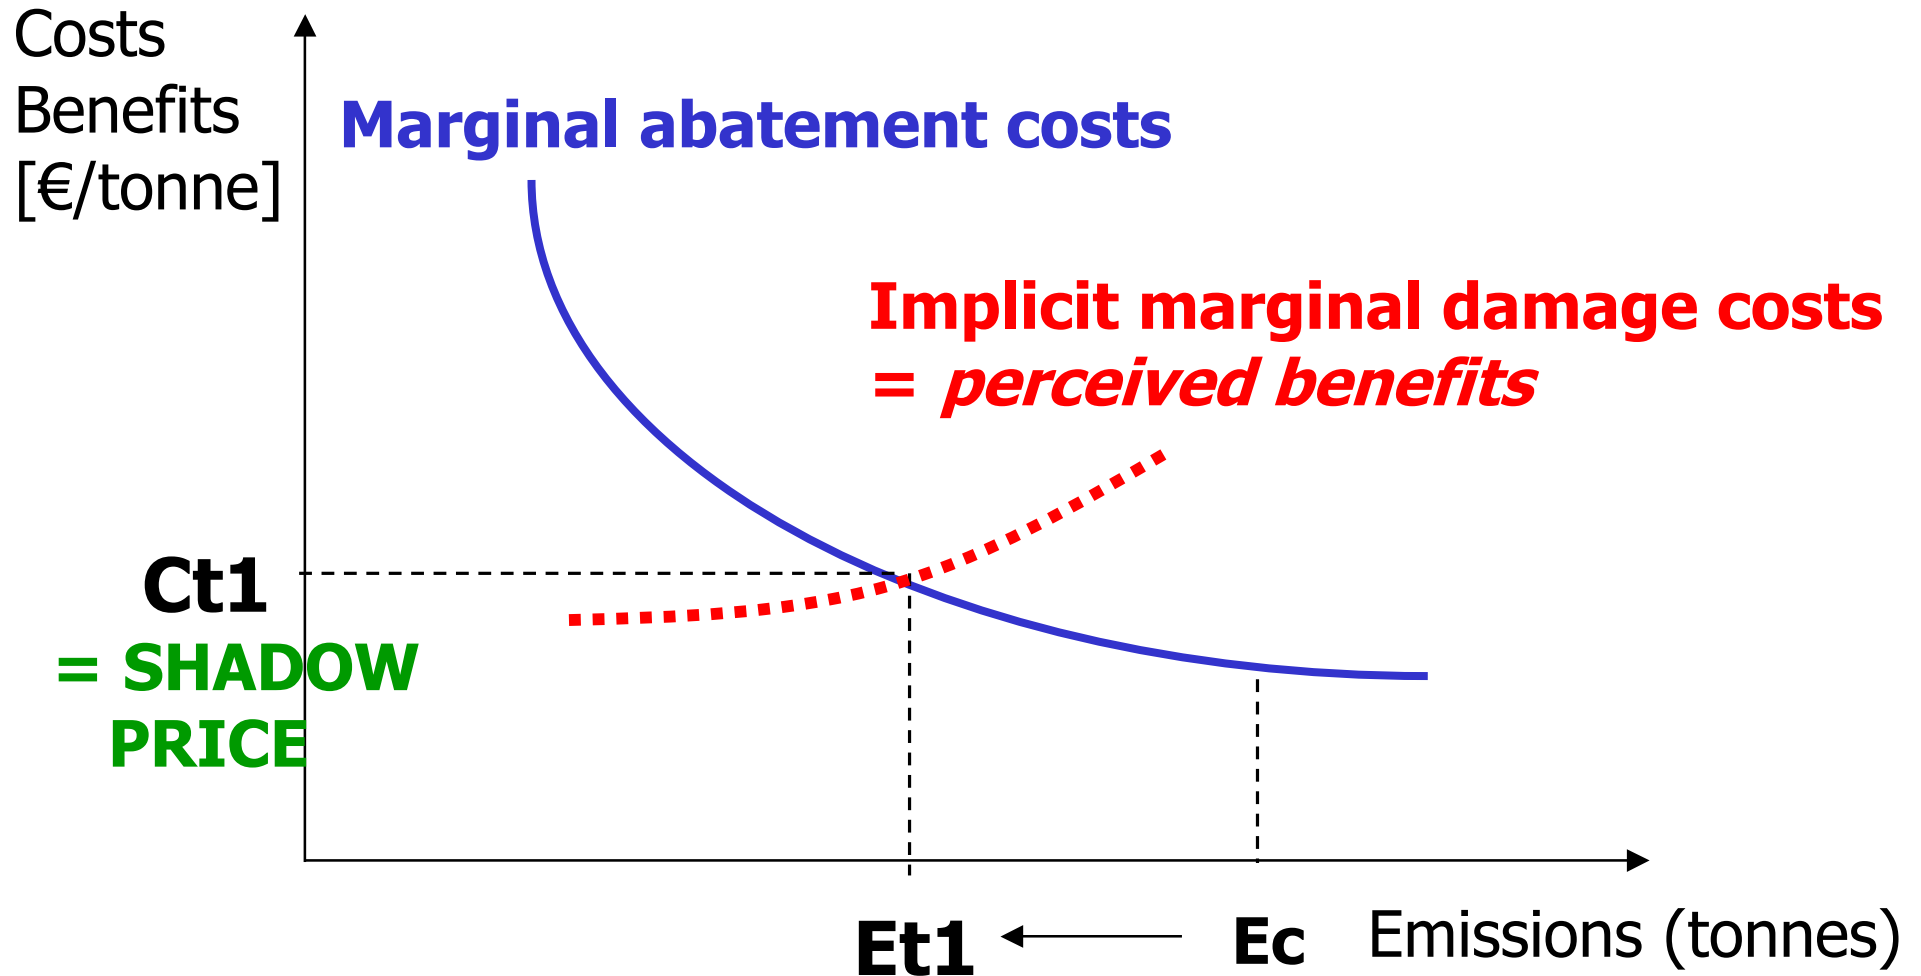 Costs
Benefits
[€/tonne]
Marginal abatement costs
Implicit marginal damage costs
= perceived benefits
Ct1
= SHADOW
PRICE
Et1
Ec
Emissions (tonnes)